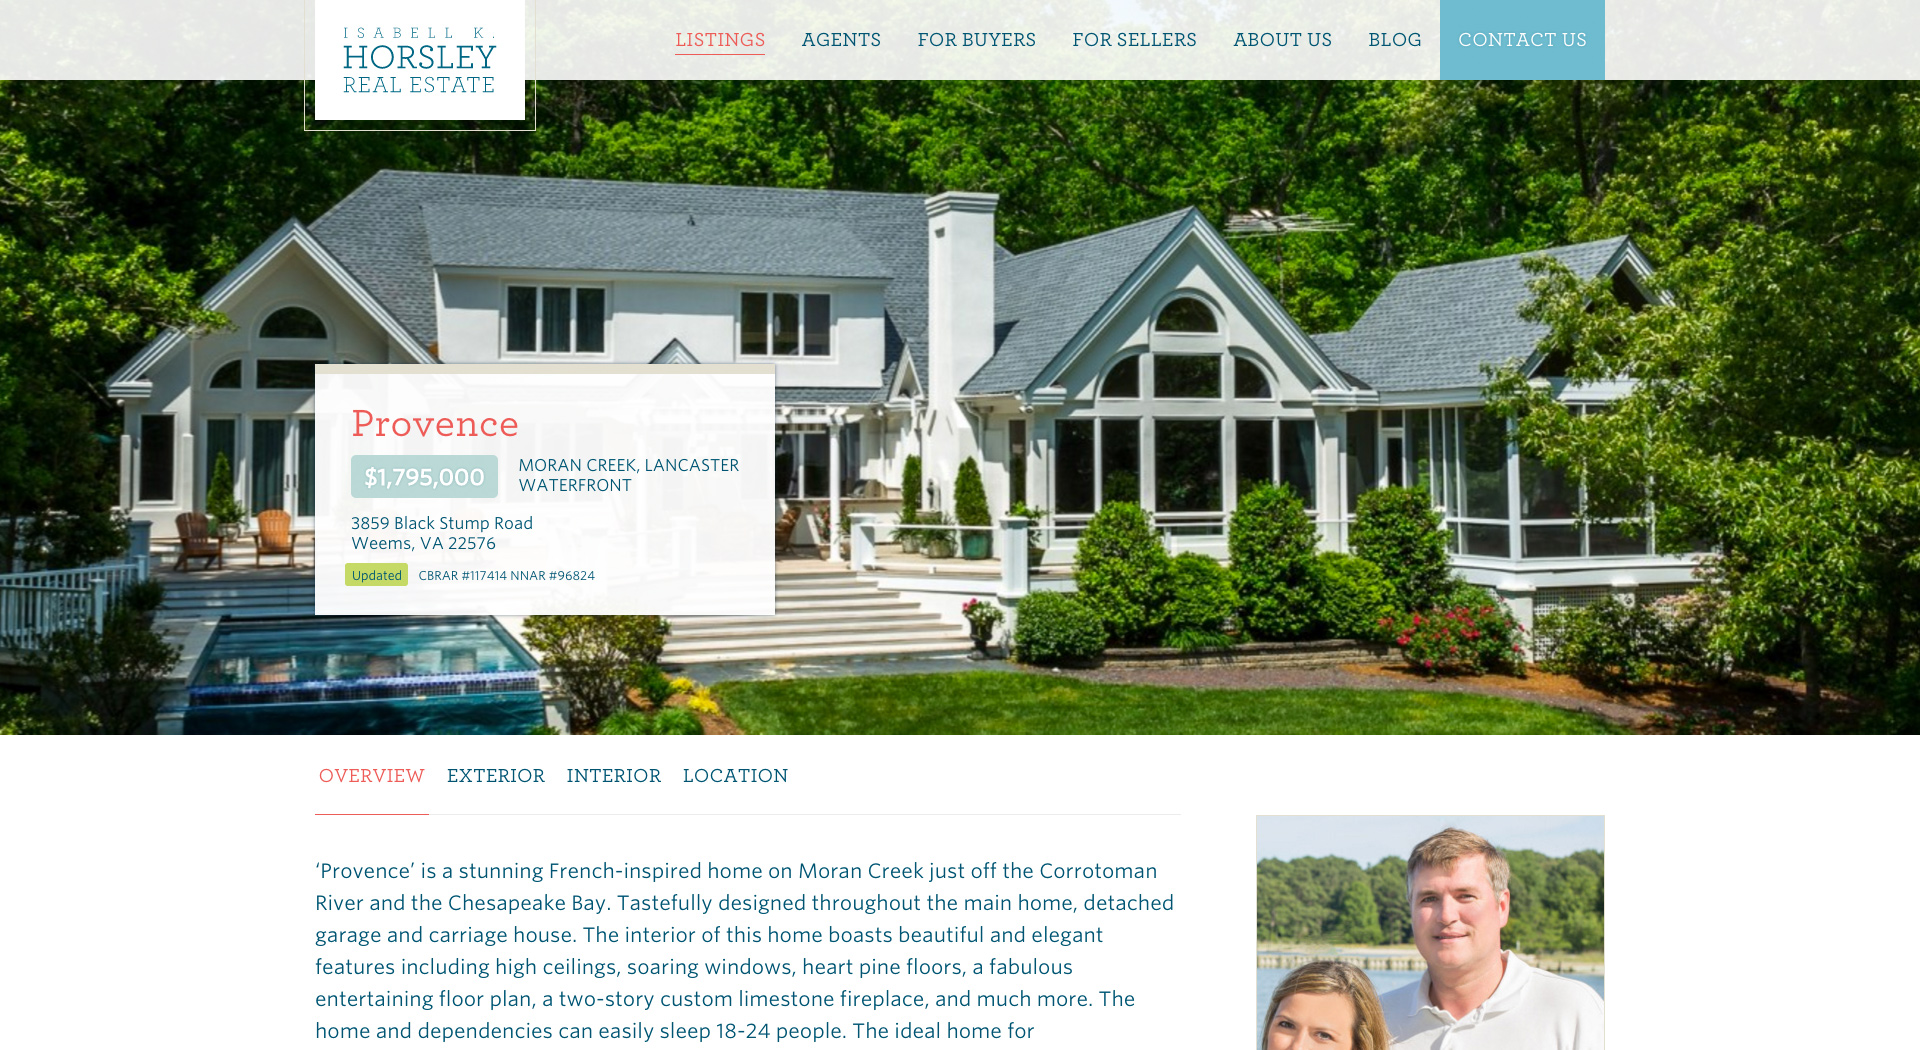 ISABELL K.
HORSLEY
REAL ESTATE
LISTINGS
AGENTS
FOR BUYERS
FOR SELLERS
ABOUT US
BLOG
CONTACT US
Provence
$1,795,000
MORAN CREEK, LANCASTER
WATERFRONT
3859 Black Stump Road
Weems, VA 22576
Updated
CBRAR #117414 NNAR #96824
OVERVIEW
EXTERIOR
INTERIOR
LOCATION
‘Provence’ is a stunning French-inspired home on Moran Creek just off the Corrotoman
River and the Chesapeake Bay. Tastefully designed throughout the main home, detached
garage and carriage house. The interior of this home boasts beautiful and elegant
features including high ceilings, soaring windows, heart pine floors, a fabulous
entertaining floor plan, a two-story custom limestone fireplace, and much more. The
home and dependencies can easily sleep 18-24 people. The ideal home for